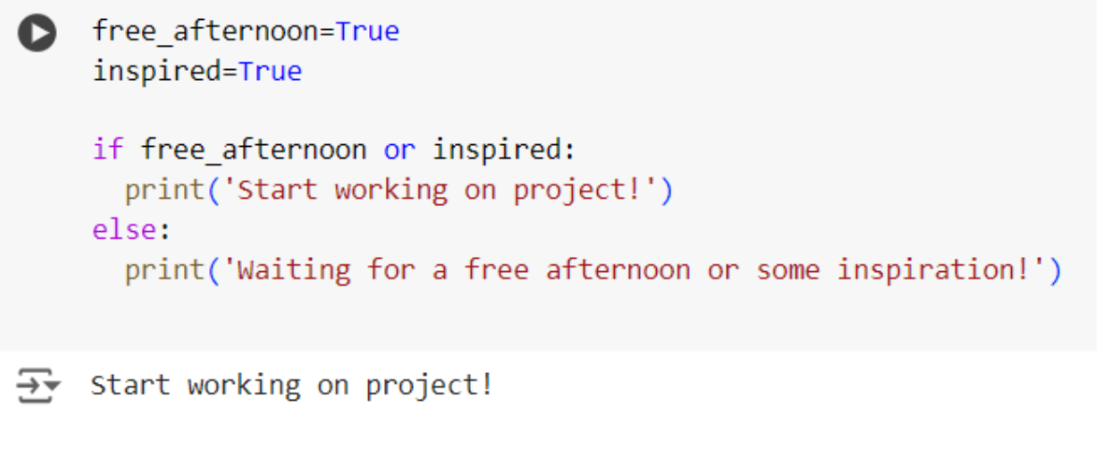 free_afternoon=True
inspired=True
if free_afternoon or inspired:
  print('Start working on project!')
else:
  print('Waiting for a free afternoon or some inspiration!')
Start working on project!